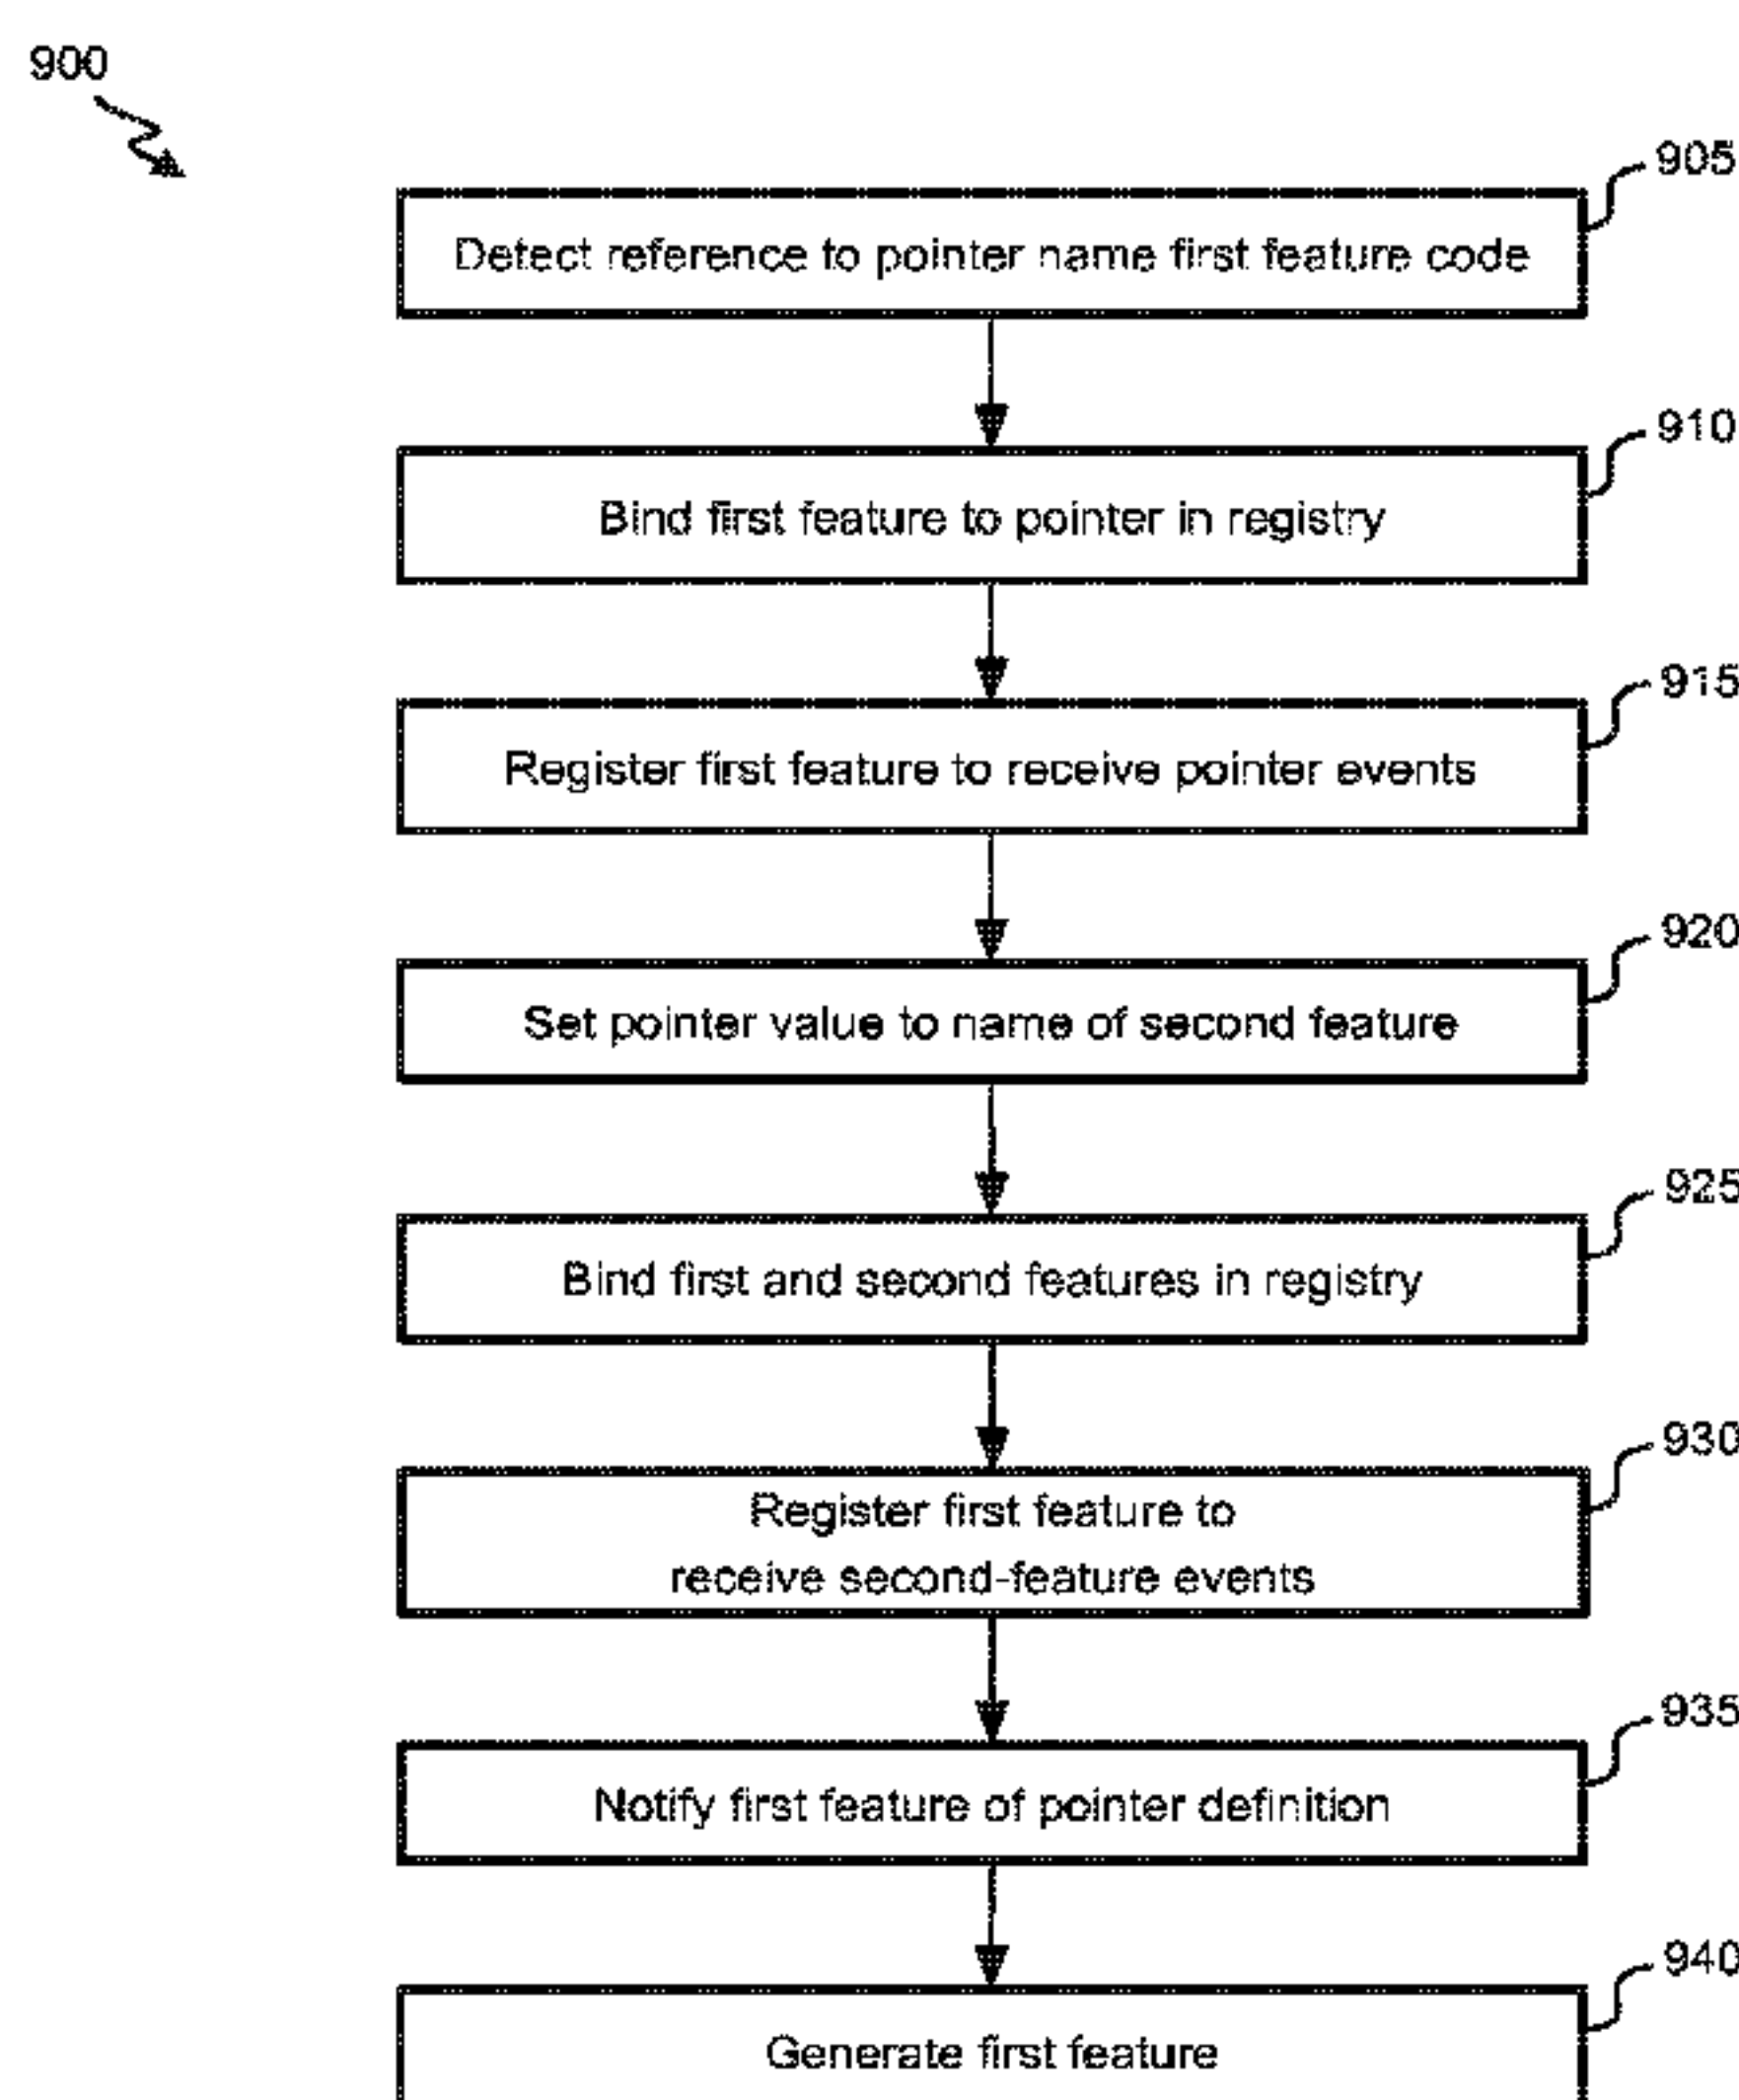 900
905
Detect reference to pointer name first feature code
910
Bind first feature to pointer in registry
915
Register first feature to receive pointer events
920
Set pointer value to name of second feature
925
Bind first and second features in registry
930
Register first feature to
receive second-feature events
935
Notify first feature of pointer definition
940
Generate first feature